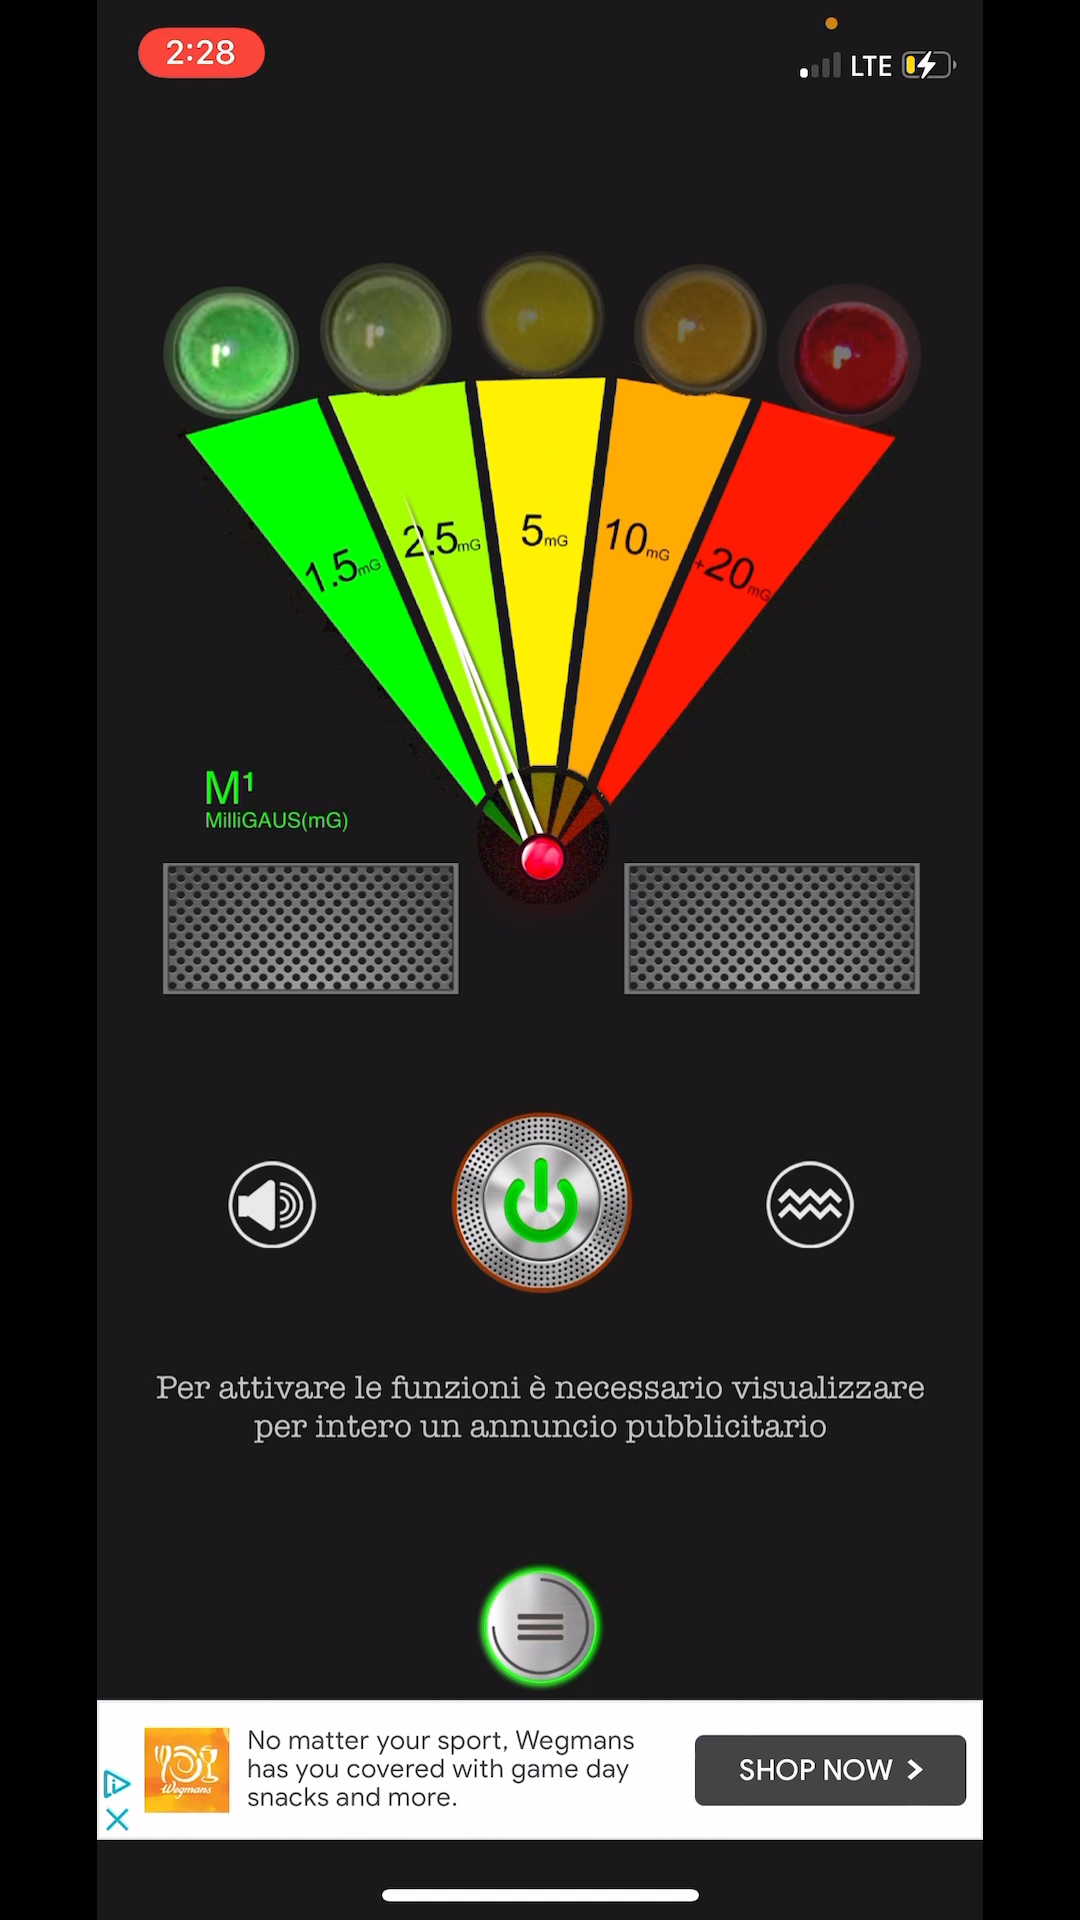 2:28
LTE
1.5mG
2.5mG
5mG
10mG
+20mG
M¹
MilliGAUS(mG)
Per attivare le funzioni è necessario visualizzare
per intero un annuncio pubblicitario
No matter your sport, Wegmans
has you covered with game day
snacks and more.
Wegmans
SHOP NOW >